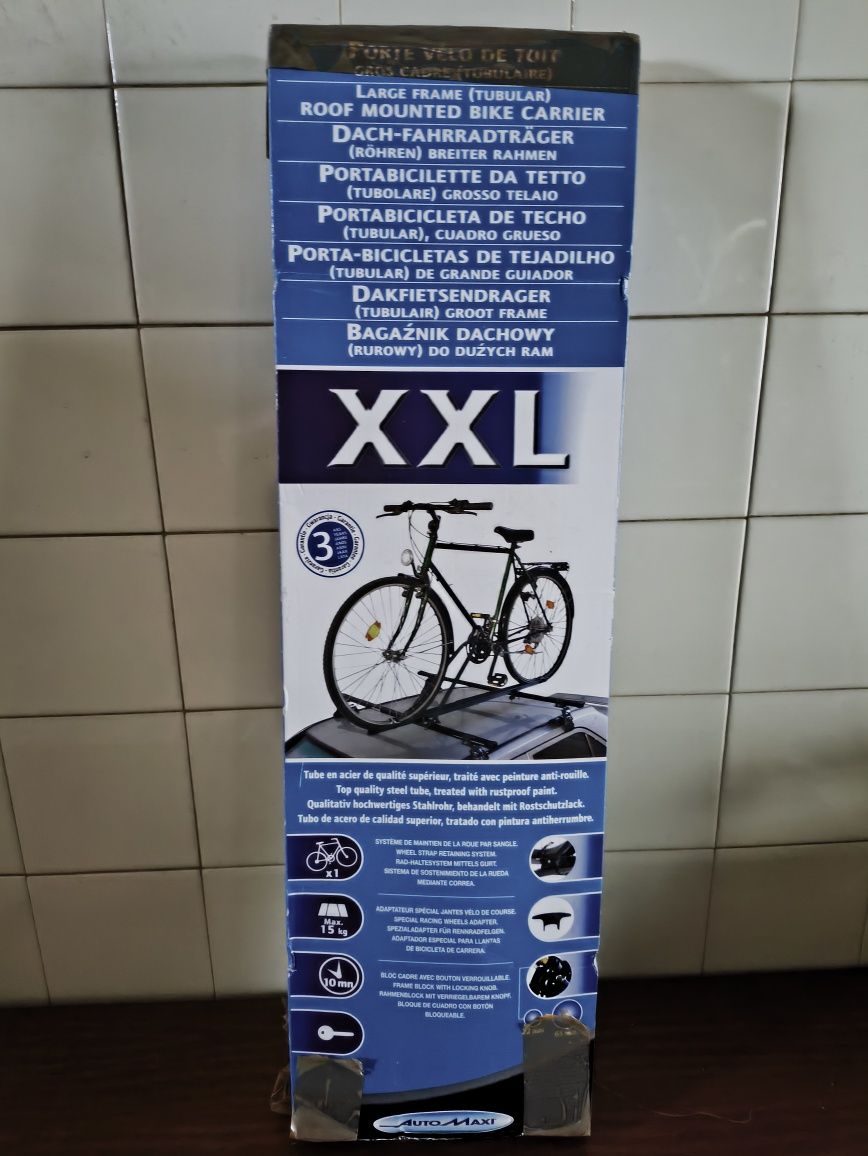 PORTE VÉLO DE TOIT
GROS CADRE (TUBULAIRE)
LARGE FRAME (TUBULAR)
ROOF MOUNTED BIKE CARRIER
DACH-FAHRRADTRÄGER
(RÖHREN) BREITER RAHMEN
PORTABICILETTE DA TETTO
(TUBOLARE) GROSSO TELAIO
PORTABICICLETA DE TECHO
(TUBULAR), CUADRO GRUESO
PORTA-BICICLETAS DE TEJADILHO
(TUBULAR) DE GRANDE GUIADOR
DAKFIETSENDRAGER
(TUBULAIR) GROOT FRAME
BAGAŹNIK DACHOWY
(RUROWY) DO DUŹYCH RAM
XXL
3
Tube en acier de qualité supérieur, traité avec peinture anti-rouille.
Top quality steel tube, treated with rustproof paint.
Qualitativ hochwertiges Stahlrohr, behandelt mit Rostschutzlack.
Tubo de acero de calidad superior, tratado con pintura antiherrumbre.
x1
SYSTÈME DE MAINTIEN DE LA ROUE PAR SANGLE.
WHEEL STRAP RETAINING SYSTEM.
RAD-HALTESYSTEM MITTELS GURT.
SISTEMA DE SOSTENIMIENTO DE LA RUEDA
MEDIANTE CORREA.
Max.
15 kg
ADAPTATEUR SPÉCIAL JANTES VÉLO DE COURSE.
SPECIAL RACING WHEELS ADAPTER.
SPEZIALADAPTER FÜR RENNRADFELGEN.
ADAPTADOR ESPECIAL PARA LLANTAS
DE BICICLETA DE CARRERA.
10 mn
BLOC CADRE AVEC BOUTON VERROUILLABLE.
FRAME BLOCK WITH LOCKING KNOB.
RAHMENBLOCK MIT VERRIEGELBAREM KNOPF.
BLOQUE DE CUADRO CON BOTÓN
BLOQUEABLE.
AUTOMAXI